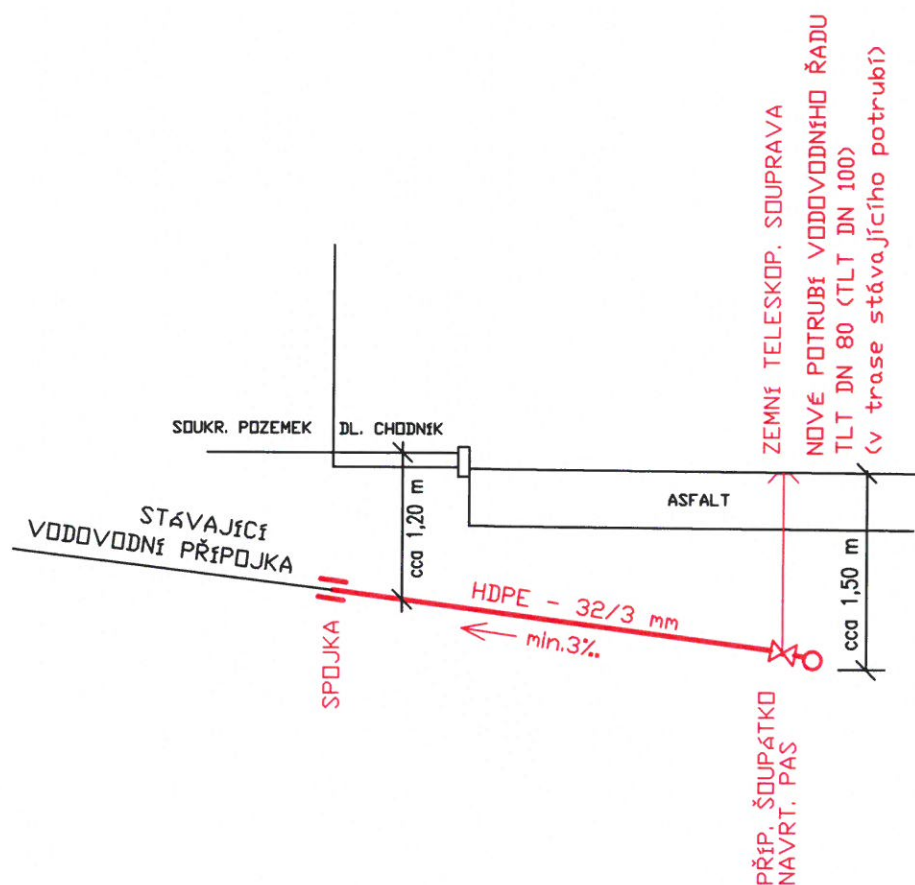 ZEMNÍ TELESKOP. SOUPRAVA
NOVÉ POTRUBÍ VODOVODNÍHO ŘADU
TLT DN 80 (TLT DN 100)
(v trase stávajícího potrubí)
SOUKR. POZEMEK
DL. CHODNÍK
ASFALT
STÁVAJÍCÍ
VODOVODNÍ PŘÍPOJKA
cca 1,20 m
HDPE - 32/3 mm
min.3‰
cca 1,50 m
SPOJKA
PŘÍP. ŠOUPÁTKO
NAVRT. PAS